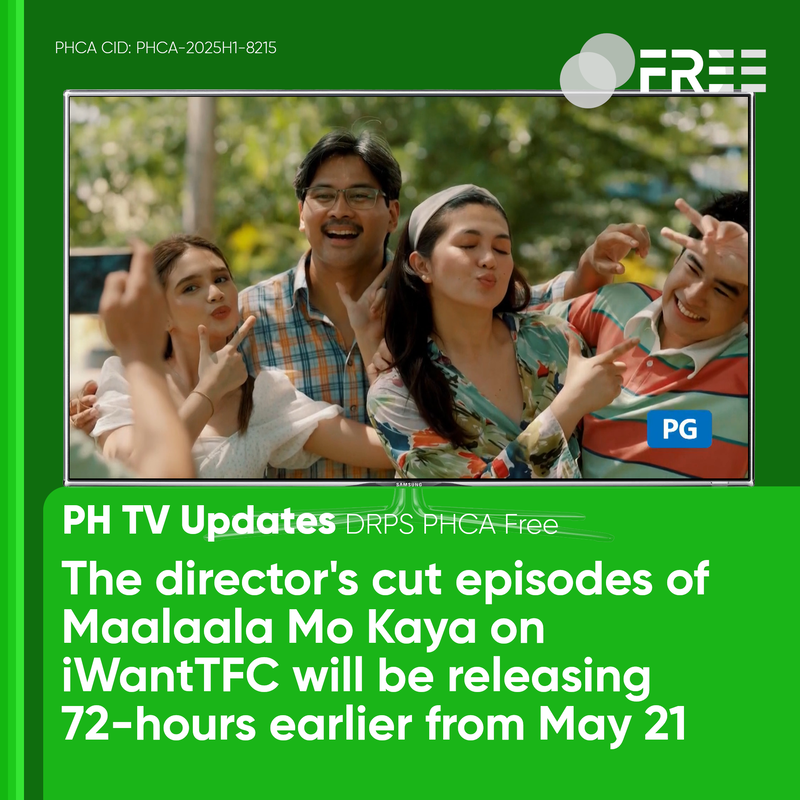 PHCA CID: PHCA-2025H1-8215
FREE
PG
SAMSUNG
PH TV Updates DRPS PHCA Free
The director's cut episodes of
Maalaala Mo Kaya on
iWantTFC will be releasing
72-hours earlier from May 21